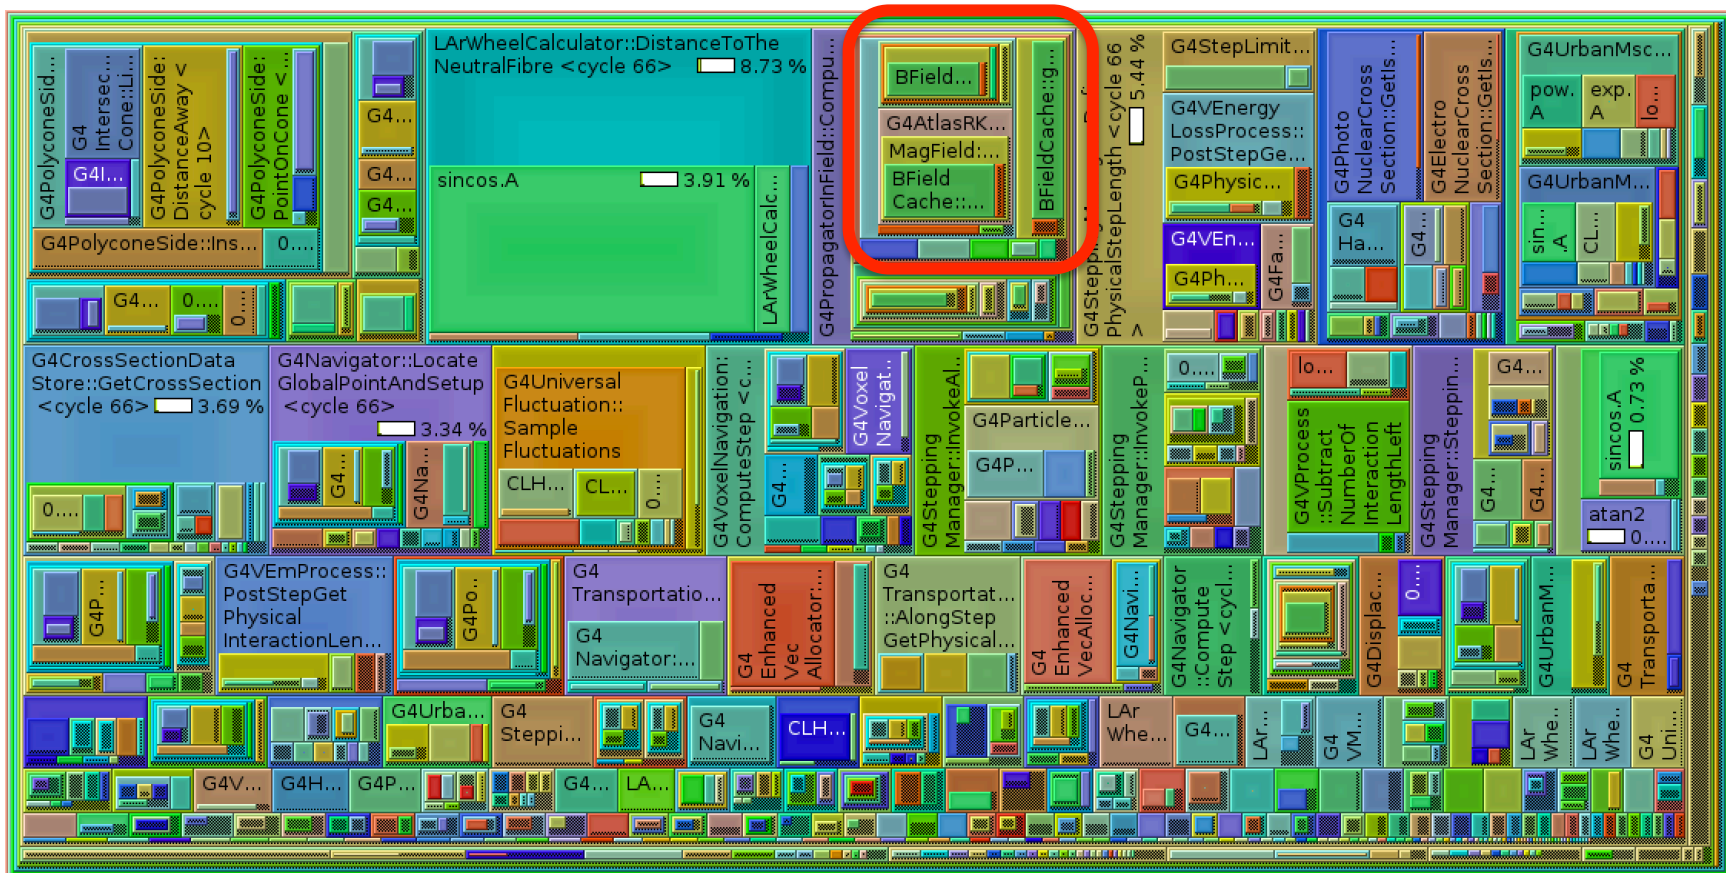 G4PolyconeSid...
G4
Intersec...
Cone::Li...
G4I...
G4PolyconeSide:
DistanceAway <
cycle 10>
G4PolyconeSide:
PointOnCone <...
G4PolyconeSide::Ins...
0....
G4...
0....
0....
G4...
G4...
G4...
LArWheelCalculator::DistanceToThe
NeutralFibre <cycle 66> 8.73 %
sincos.A 3.91 %
LArWheelCalc...
G4PropagatorInField::Compu...
BField...
G4AtlasRK...
MagField:...
BField
Cache::...
BFieldCache::g...
PhysicalStepLength <cycle 66
> 5.44 %
G4StepLimit...
G4VEnergy
LossProcess::
PostStepGe...
G4Physic...
G4VEn...
G4Ph...
G4Fa...
G4Photo
NuclearCross
Section::GetIs...
G4Electro
NuclearCross
Section::GetIs...
G4
Ha...
G4...
G4UrbanMsc...
pow.
A
exp.
A
lo...
G4UrbanM...
sin...
.A
CL...
G4CrossSectionData
Store::GetCrossSection
<cycle 66> 3.69 %
0....
G4Navigator::Locate
GlobalPointAndSetup
<cycle 66>
3.34 %
G4...
G4Na...
G4Universal
Fluctuation::
Sample
Fluctuations
CLH...
CL...
0....
G4VoxelNavigation:
ComputeStep <c...
G4Voxel
Navigat...
G4...
G4Stepping
Manager::InvokeAl...
G4Particle...
G4P...
G4Stepping
Manager::InvokeP...
0....
lo...
G4VProcess
::Subtract
NumberOf
Interaction
LengthLeft
G4Stepping
Manager::Steppin...
G4...
G4...
G4...
sincos.A
0.73 %
atan2
0....
G4P...
G4VEmProcess::
PostStepGet
Physical
InteractionLen...
G4Po...
G4
Transportatio...
G4
Navigator:...
G4
Enhanced
Vec
Allocator:...
G4
Transportat...
::AlongStep
GetPhysical...
G4
Enhanced
VecAlloc...
G4Navi...
G4Navigator
::Compute
Step <cycl...
G4Displac...
0...
G4UrbanM...
G4
Transporta...
G4Urba...
G4
Steppi...
G4
Navi...
CLH...
LAr
Whe...
G4...
LAr...
G4
VM...
LAr
Whe...
LAr
Whe...
G4
Uni...
G4V...
G4H...
G4P...
G4...
LA...